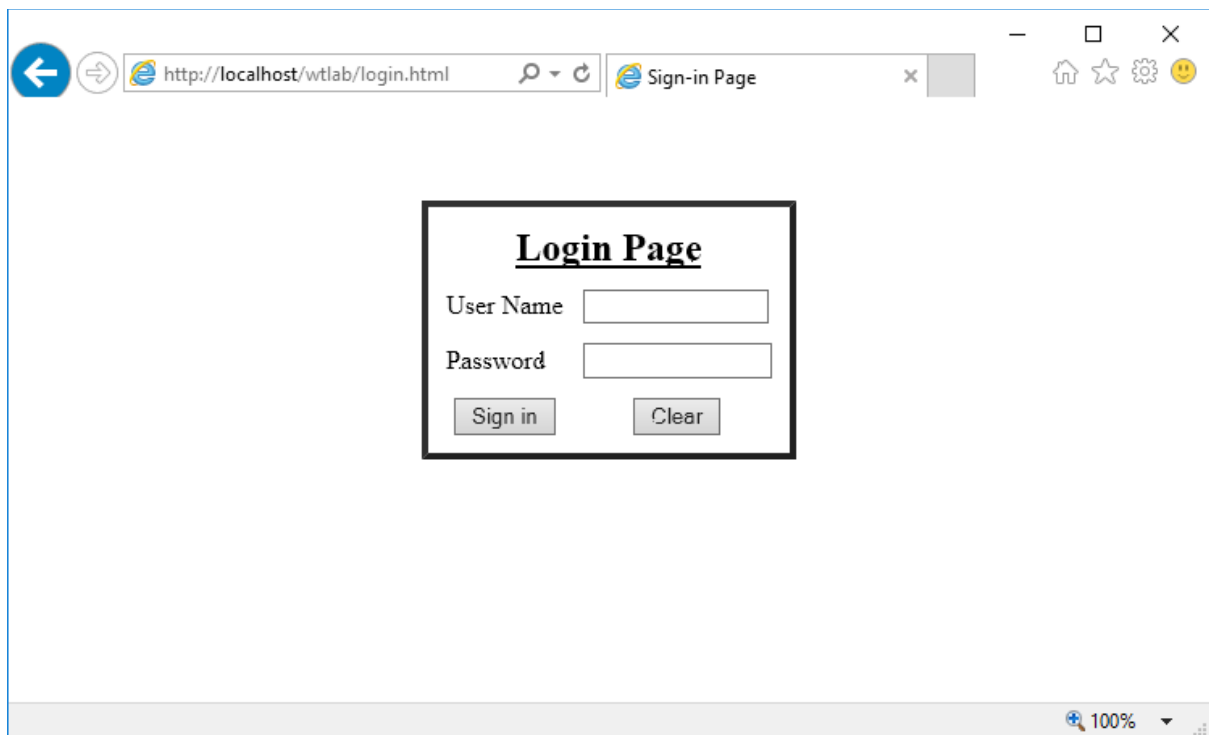 http://localhost/wtlab/login.html Sign-in Page
Login Page
User Name
Password
Sign in Clear
100%